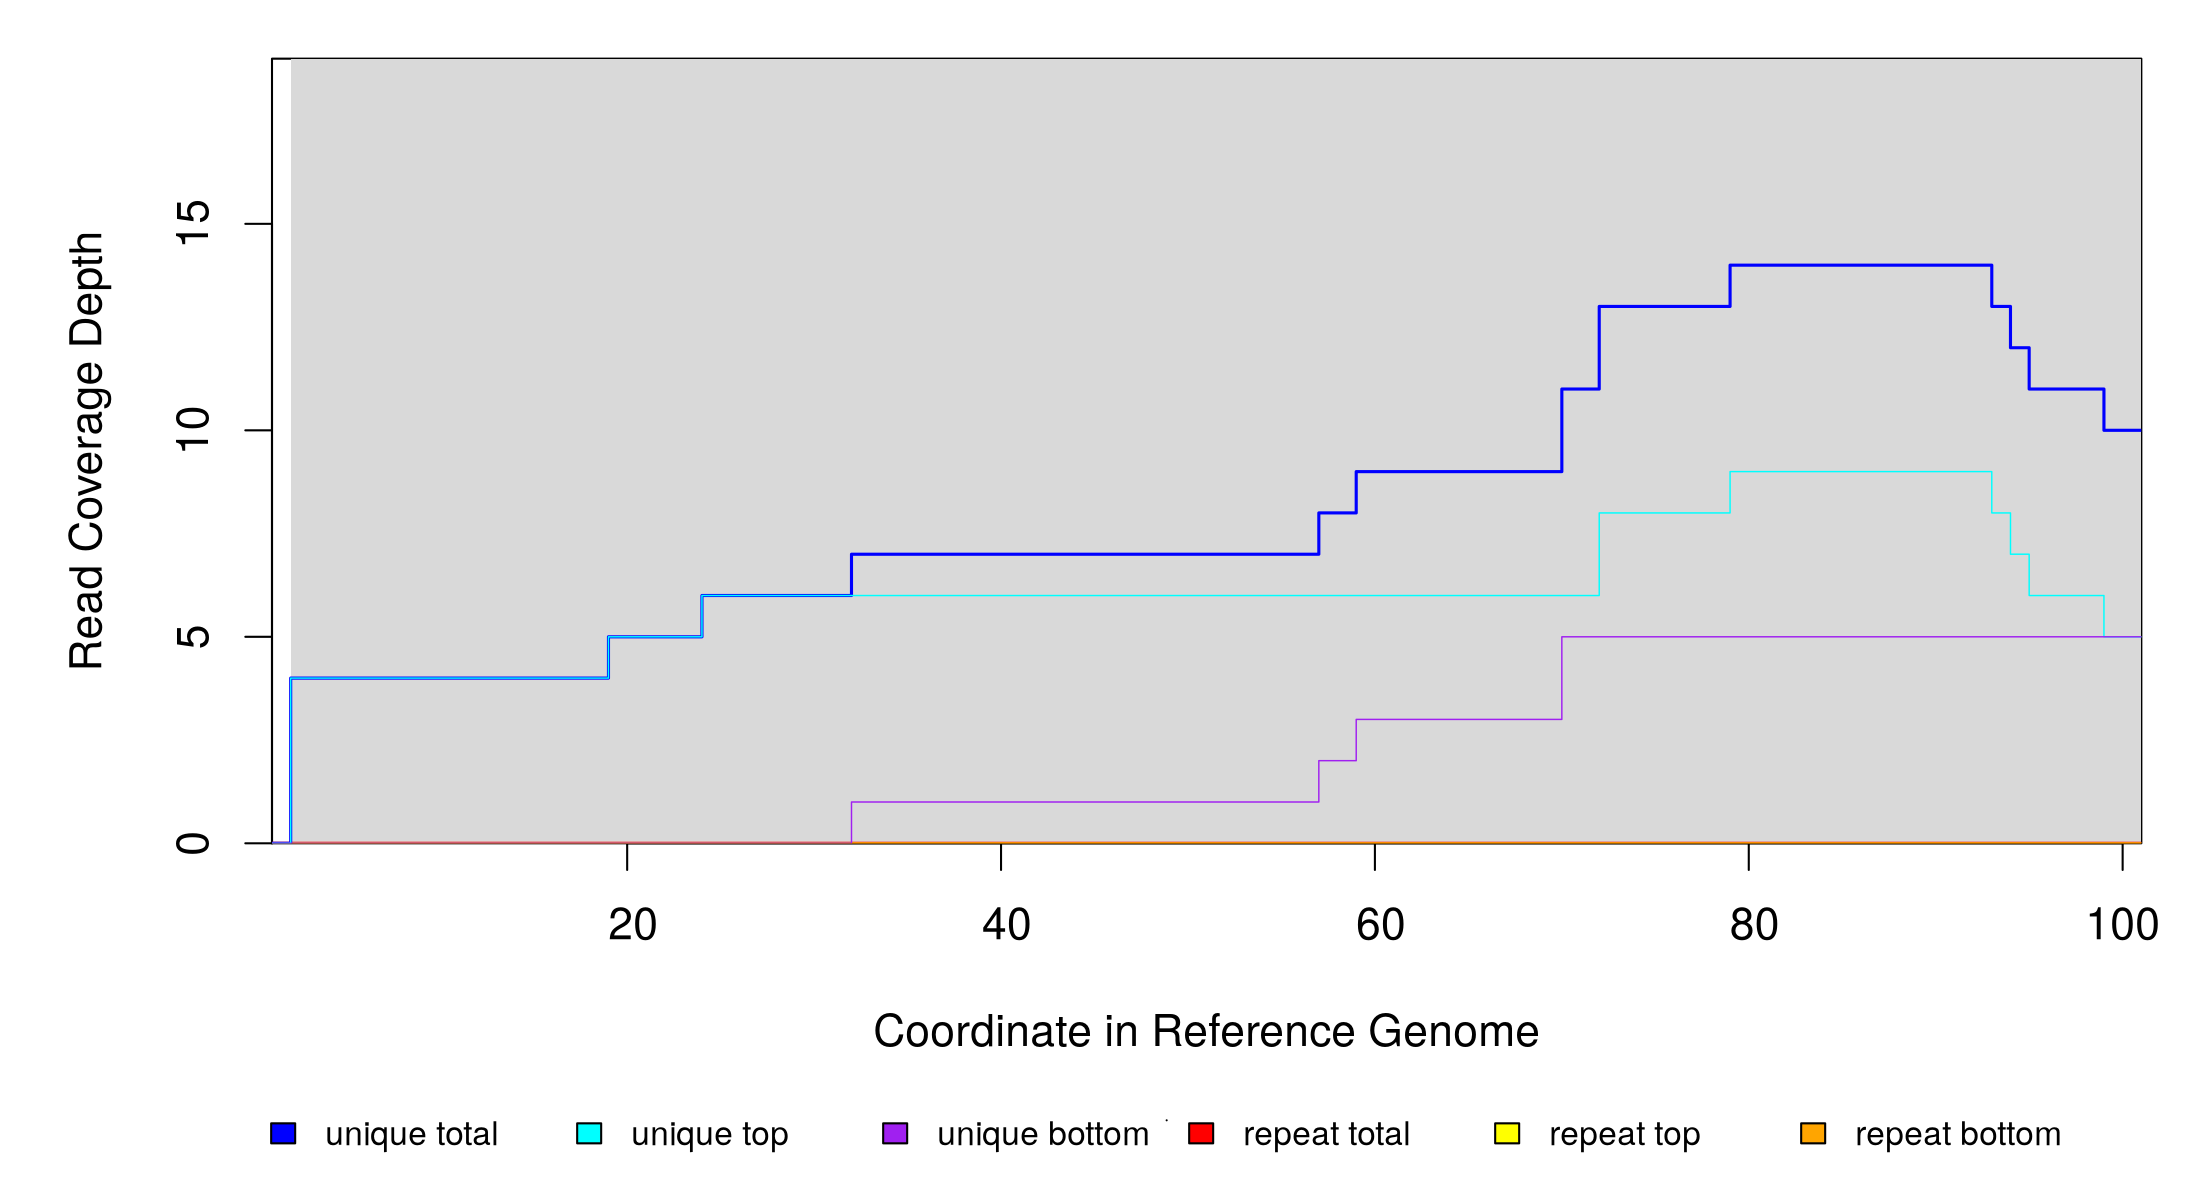 15
10
5
0
Read Coverage Depth
20 40 60 80 100
Coordinate in Reference Genome
unique total unique top unique bottom repeat total repeat top repeat bottom